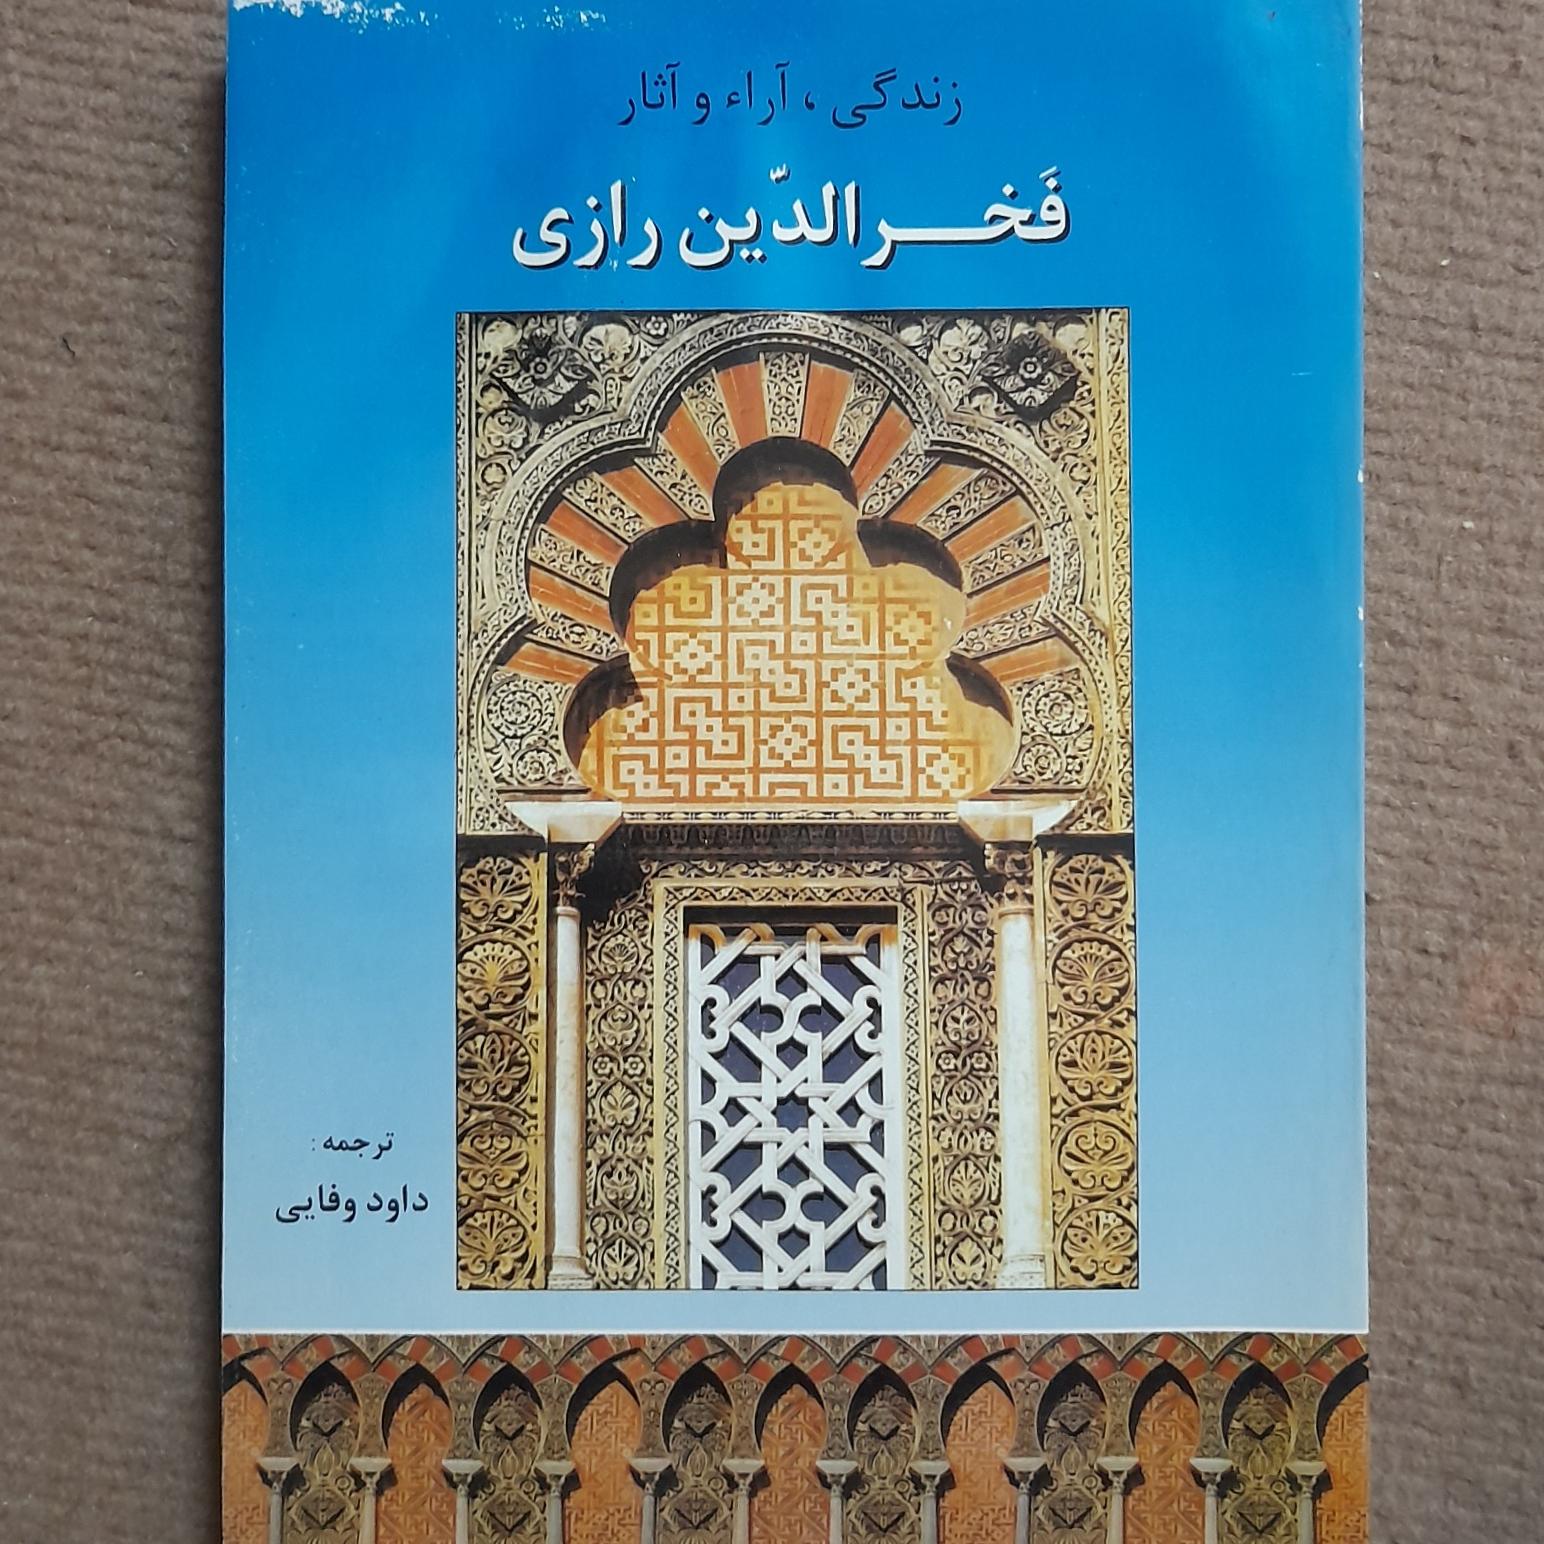 زندگی، آراء و آثار
فَخرالدّین رازی
ترجمه:
داود وفایی